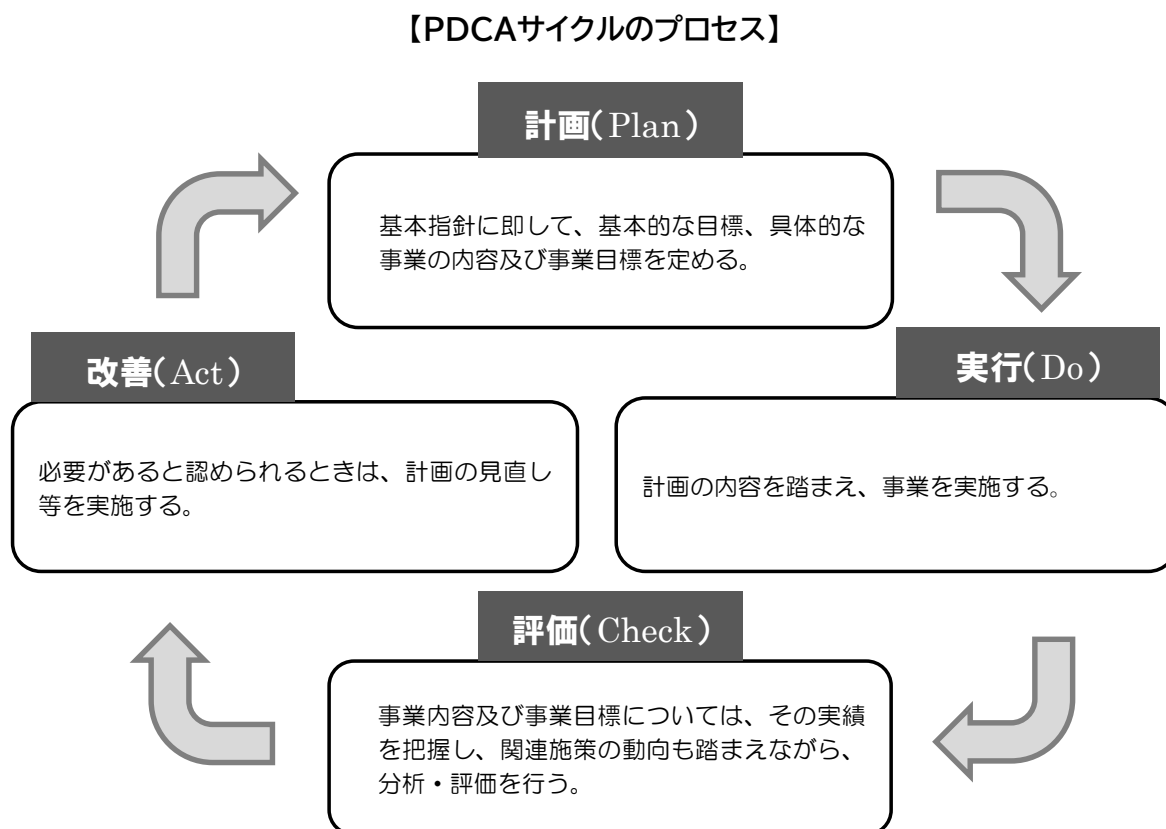 【PDCAサイクルのプロセス】
計画(Plan)
基本指針に即して、基本的な目標、具体的な
事業の内容及び事業目標を定める。
実行(Do)
計画の内容を踏まえ、事業を実施する。
評価(Check)
事業内容及び事業目標については、その実績
を把握し、関連施策の動向も踏まえながら、
分析・評価を行う。
改善(Act)
必要があると認められるときは、計画の見直し
等を実施する。